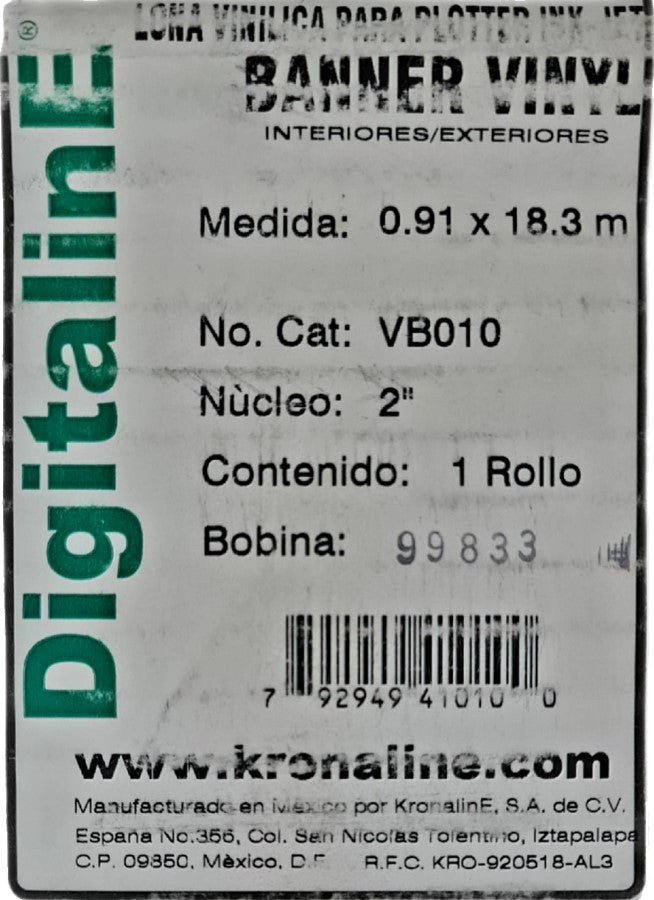 LONA VINILICA PARA PLOTTER INK-JET
BANNER VINYL
INTERIORES/EXTERIORES
DigitalinE®
Medida: 0.91 x 18.3 m
No. Cat: VB010
Nùcleo: 2"
Contenido: 1 Rollo
Bobina: 99833
7 92949 41010 0
www.kronaline.com
Manufacturado en México por KronalinE, S.A. de C.V.
Espana No.356, Col. San Nicolas Tolentino, Iztapalapa
C.P. 09850, Mèxico, D.F. R.F.C. KRO-920518-AL3